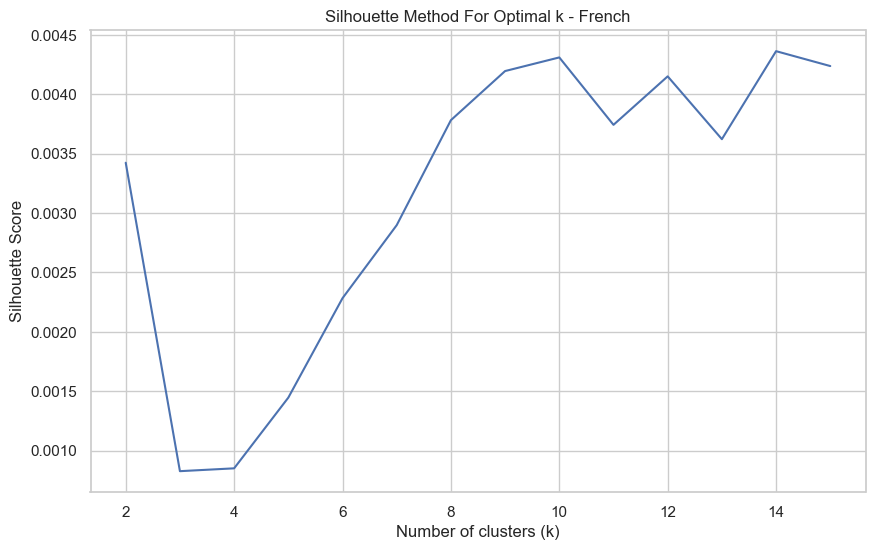 Silhouette Method For Optimal k - French
0.0045
0.0040
0.0035
0.0030
0.0025
0.0020
0.0015
0.0010
Silhouette Score
2 4 6 8 10 12 14
Number of clusters (k)